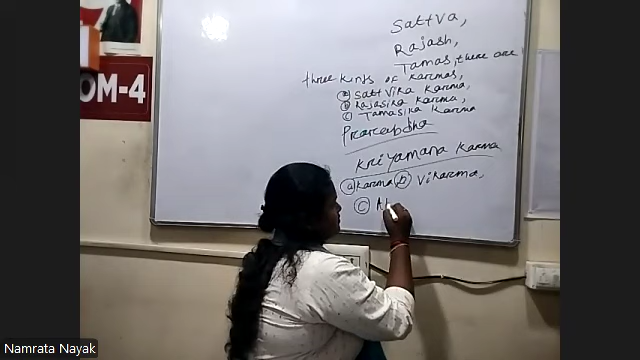 Sattva,
Rajash,
Tamas, there are
three kinds of karmas,
(a) Sattvika karma,
(b) Rajasika karma,
(c) Tamasika karma
Prarabdha
Kriyamana karma
(a) karma (b) Vikarma,
(c) A
OM-4
Namrata Nayak